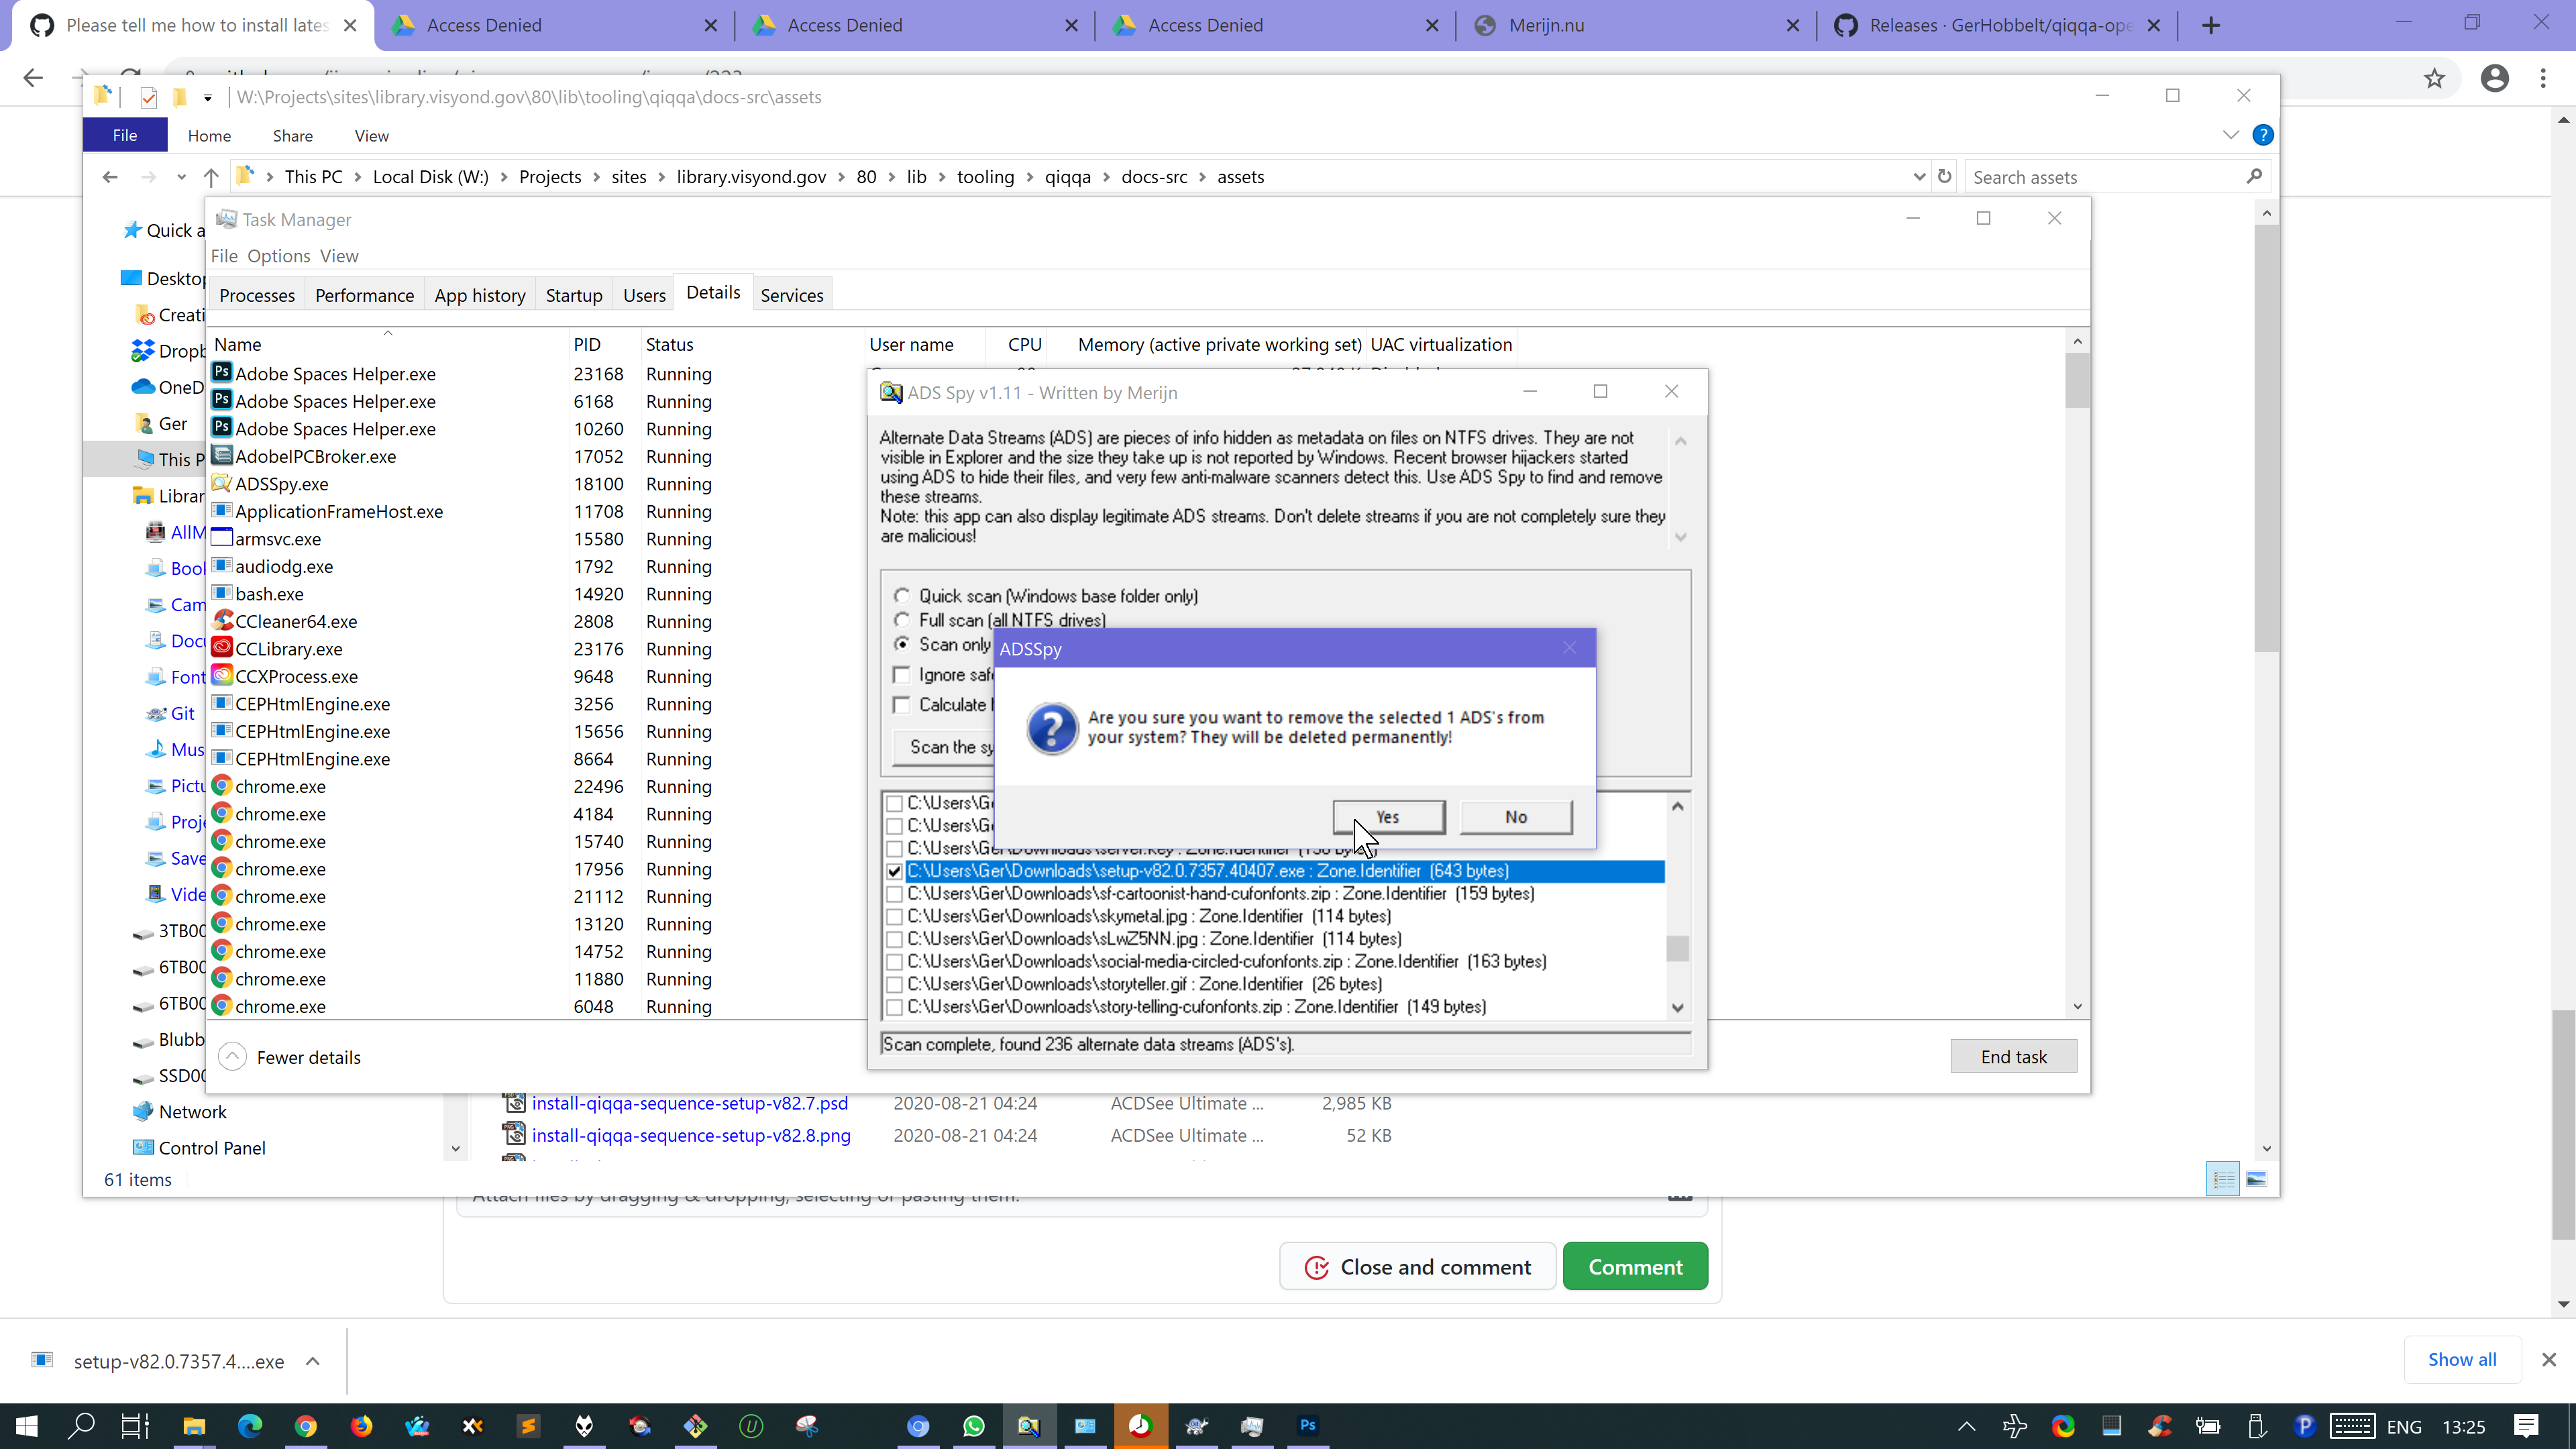 Please tell me how to install lates
Access Denied
Access Denied
Access Denied
Merijn.nu
Releases · GerHobbelt/qiqqa-ope
W:\Projects\sites\library.visyond.gov\80\lib\tooling\qiqqa\docs-src\assets
File Home Share View
This PC > Local Disk (W:) > Projects > sites > library.visyond.gov > 80 > lib > tooling > qiqqa > docs-src > assets
Search assets
Quick a
Desktop
Creati
Dropb
OneD
Ger
This P
Librar
AllM
Bool
Cam
Docu
Font
Git
Mus
Pictu
Proje
Save
Vide
3TB00
6TB00
6TB00
Blubb
SSD00
Network
Control Panel
61 items
Task Manager
File Options View
Processes Performance App history Startup Users Details Services
Name PID Status User name CPU Memory (active private working set) UAC virtualization
Adobe Spaces Helper.exe 23168 Running
Adobe Spaces Helper.exe 6168 Running
Adobe Spaces Helper.exe 10260 Running
AdobeIPCBroker.exe 17052 Running
ADSSpy.exe 18100 Running
ApplicationFrameHost.exe 11708 Running
armsvc.exe 15580 Running
audiodg.exe 1792 Running
bash.exe 14920 Running
CCleaner64.exe 2808 Running
CCLibrary.exe 23176 Running
CCXProcess.exe 9648 Running
CEPHtmlEngine.exe 3256 Running
CEPHtmlEngine.exe 15656 Running
CEPHtmlEngine.exe 8664 Running
chrome.exe 22496 Running
chrome.exe 4184 Running
chrome.exe 15740 Running
chrome.exe 17956 Running
chrome.exe 21112 Running
chrome.exe 13120 Running
chrome.exe 14752 Running
chrome.exe 11880 Running
chrome.exe 6048 Running
Fewer details
End task
ADS Spy v1.11 - Written by Merijn
Alternate Data Streams (ADS) are pieces of info hidden as metadata on files on NTFS drives. They are not
visible in Explorer and the size they take up is not reported by Windows. Recent browser hijackers started
using ADS to hide their files, and very few anti-malware scanners detect this. Use ADS Spy to find and remove
these streams.
Note: this app can also display legitimate ADS streams. Don't delete streams if you are not completely sure they
are malicious!
Quick scan (Windows base folder only)
Full scan (all NTFS drives)
Scan only
Ignore safe
Calculate
Scan the sy
ADSSpy
Are you sure you want to remove the selected 1 ADS's from
your system? They will be deleted permanently!
Yes No
C:\Users\Ge
C:\Users\Ge
C:\Users\Ger\Downloads\server.key : Zone.Identifier (138 bytes)
C:\Users\Ger\Downloads\setup-v82.0.7357.40407.exe : Zone.Identifier (643 bytes)
C:\Users\Ger\Downloads\sf-cartoonist-hand-cufonfonts.zip : Zone.Identifier (159 bytes)
C:\Users\Ger\Downloads\skymetal.jpg : Zone.Identifier (114 bytes)
C:\Users\Ger\Downloads\sLwZ5NN.jpg : Zone.Identifier (114 bytes)
C:\Users\Ger\Downloads\social-media-circled-cufonfonts.zip : Zone.Identifier (163 bytes)
C:\Users\Ger\Downloads\storyteller.gif : Zone.Identifier (26 bytes)
C:\Users\Ger\Downloads\story-telling-cufonfonts.zip : Zone.Identifier (149 bytes)
Scan complete, found 236 alternate data streams (ADS's).
install-qiqqa-sequence-setup-v82.7.psd 2020-08-21 04:24 ACDSee Ultimate ... 2,985 KB
install-qiqqa-sequence-setup-v82.8.png 2020-08-21 04:24 ACDSee Ultimate ... 52 KB
Attach files by dragging & dropping, selecting or pasting them.
Close and comment
Comment
setup-v82.0.7357.4....exe
Show all
ENG 13:25